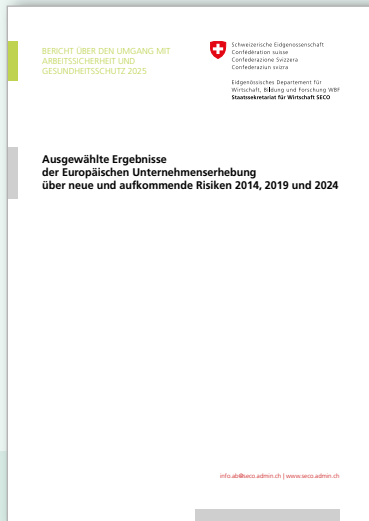 BERICHT ÜBER DEN UMGANG MIT
ARBEITSSICHERHEIT UND
GESUNDHEITSSCHUTZ 2025
Schweizerische Eidgenossenschaft
Confédération suisse
Confederazione Svizzera
Confederaziun svizra
Eidgenössisches Departement für
Wirtschaft, Bildung und Forschung WBF
Staatssekretariat für Wirtschaft SECO
Ausgewählte Ergebnisse
der Europäischen Unternehmenserhebung
über neue und aufkommende Risiken 2014, 2019 und 2024
info.ab@seco.admin.ch | www.seco.admin.ch